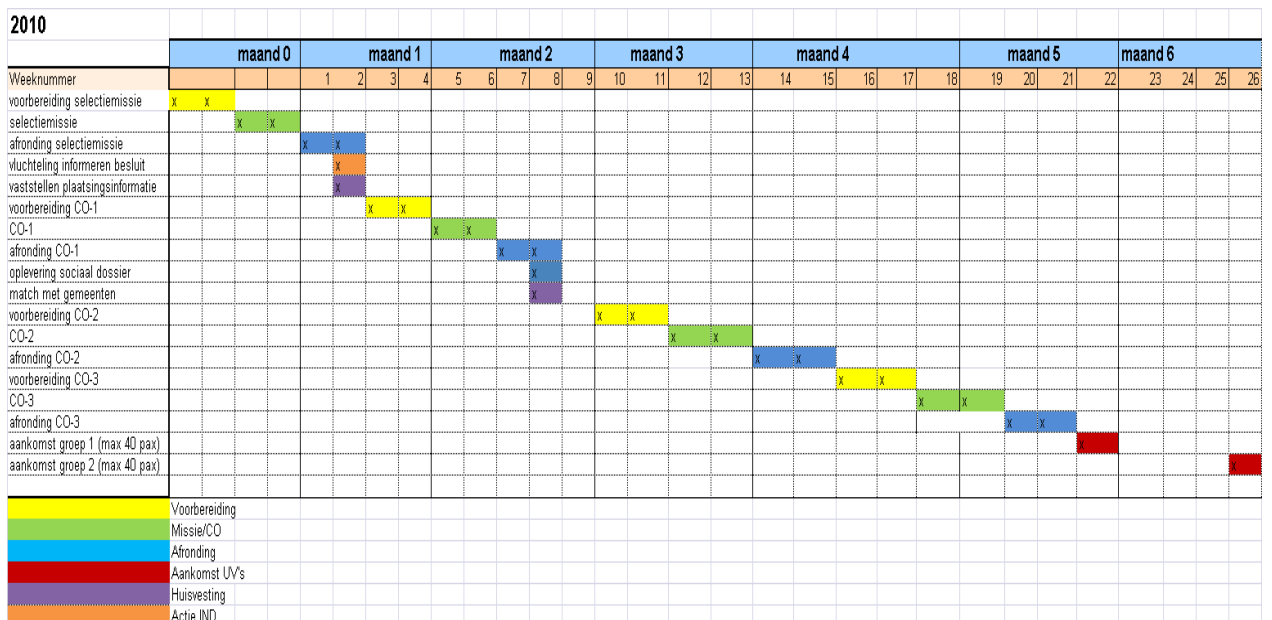 2010
maand 0 maand 1 maand 2 maand 3 maand 4 maand 5 maand 6
Weeknummer 1 2 3 4 5 6 7 8 9 10 11 12 13 14 15 16 17 18 19 20 21 22 23 24 25 26
voorbereiding selectiemissie x x
selectiemissie x x
afronding selectiemissie x x
vluchteling informeren besluit x
vaststellen plaatsingsinformatie x
voorbereiding CO-1 x x
CO-1 x x
afronding CO-1 x x
oplevering sociaal dossier x
match met gemeenten x
voorbereiding CO-2 x x
CO-2 x x
afronding CO-2 x x
voorbereiding CO-3 x x
CO-3 x x
afronding CO-3 x x
aankomst groep 1 (max 40 pax) x
aankomst groep 2 (max 40 pax) x
Voorbereiding
Missie/CO
Afronding
Aankomst UV's
Huisvesting
Actie IND